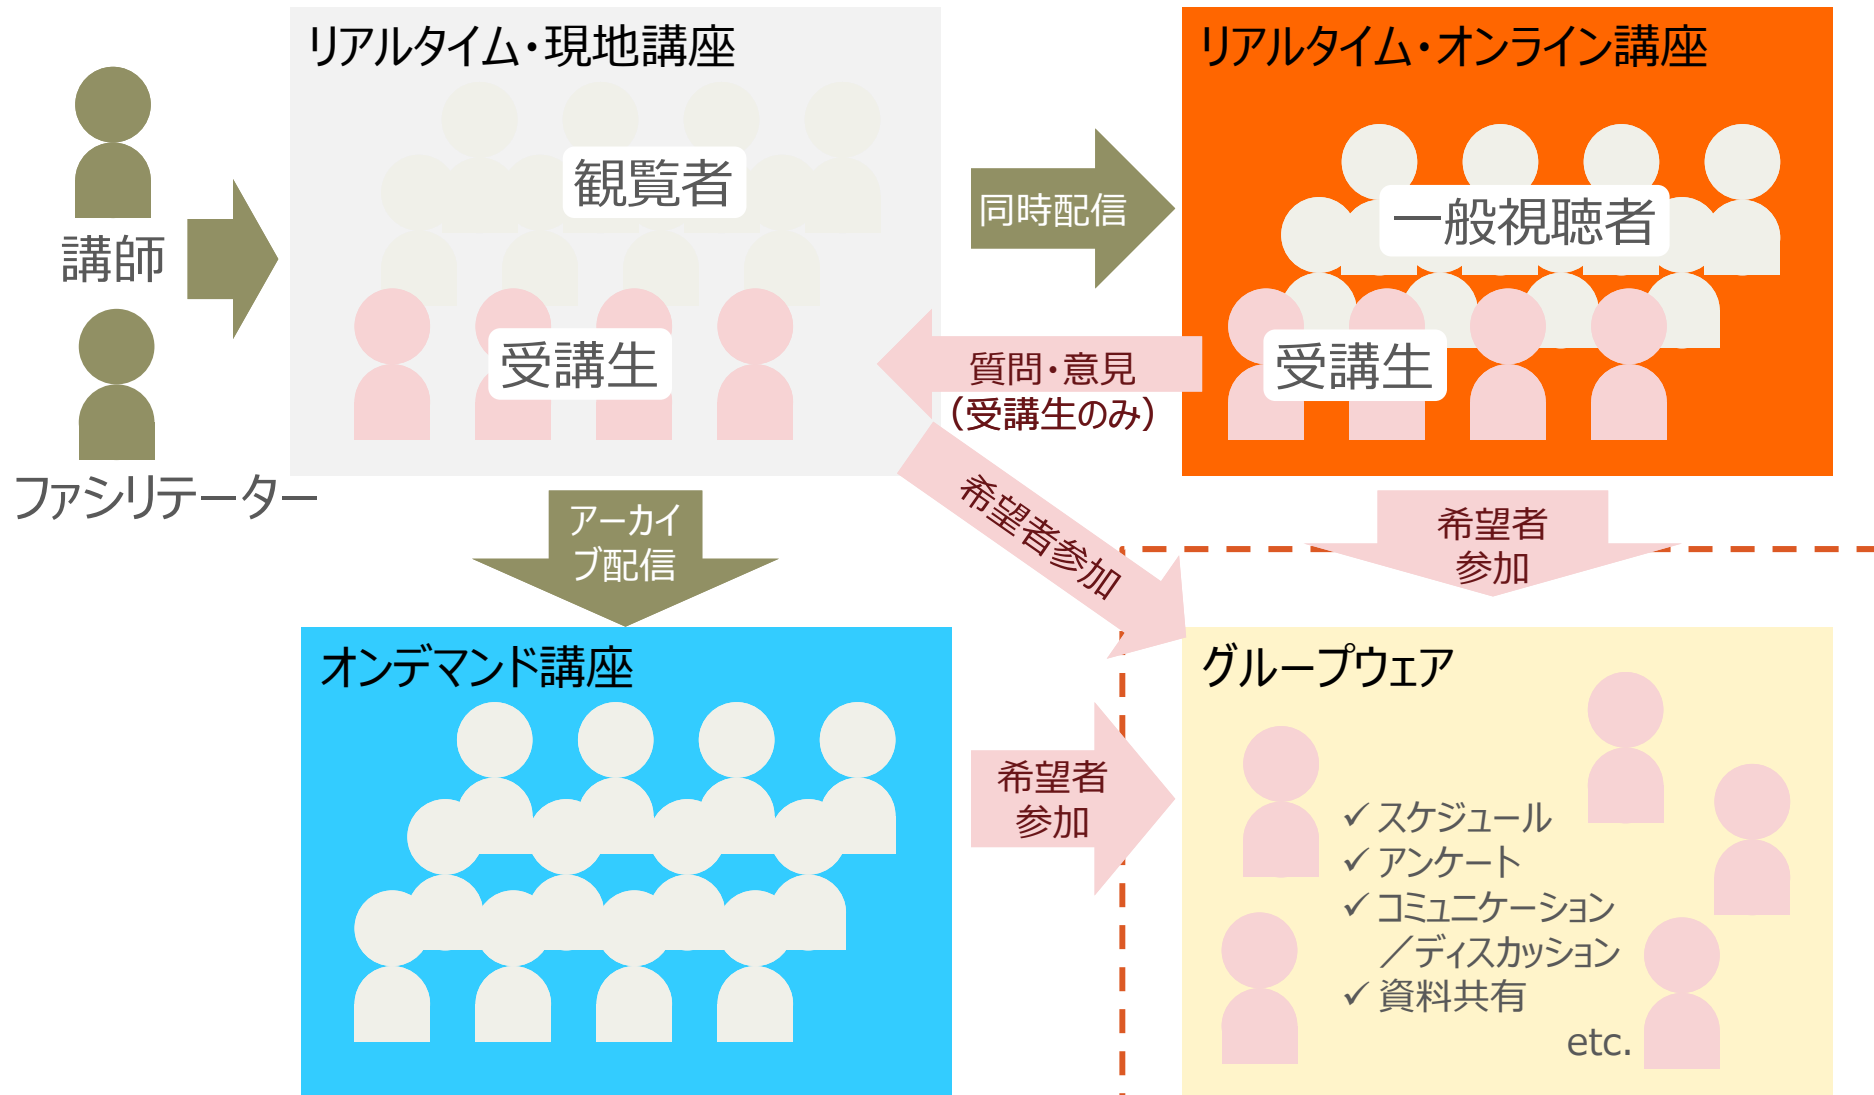 リアルタイム・現地講座
リアルタイム・オンライン講座
観覧者
一般視聴者
同時配信
講師
受講生
受講生
質問・意見
（受講生のみ）
ファシリテーター
アーカイ
ブ配信
希望者参加
希望者
参加
オンデマンド講座
グループウェア
希望者
参加
✓ スケジュール
✓ アンケート
✓ コミュニケーション
／ディスカッション
✓ 資料共有
etc.